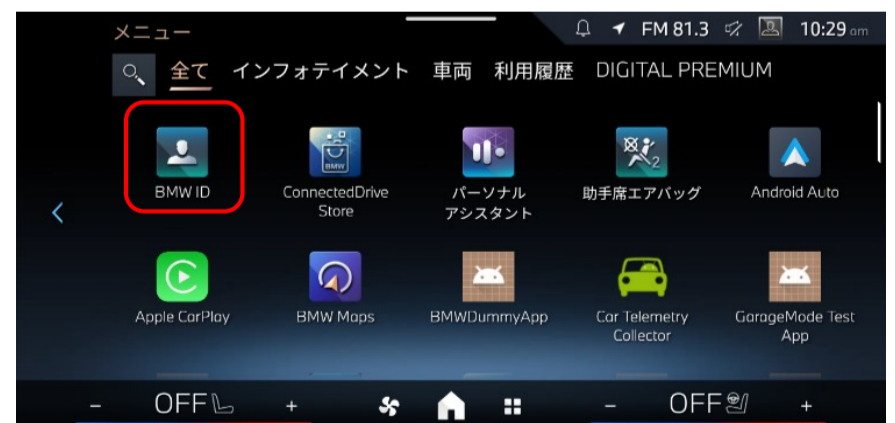 メニュー
FM 81.3
10:29 am
全て インフォテイメント 車両 利用履歴 DIGITAL PREMIUM
BMW
2
BMW ID
ConnectedDrive
Store
パーソナル
アシスタント
助手席エアバッグ
Android Auto
Apple CarPlay
BMW Maps
BMWDummyApp
Car Telemetry
Collector
GarageMode Test
App
− OFF +
− OFF +